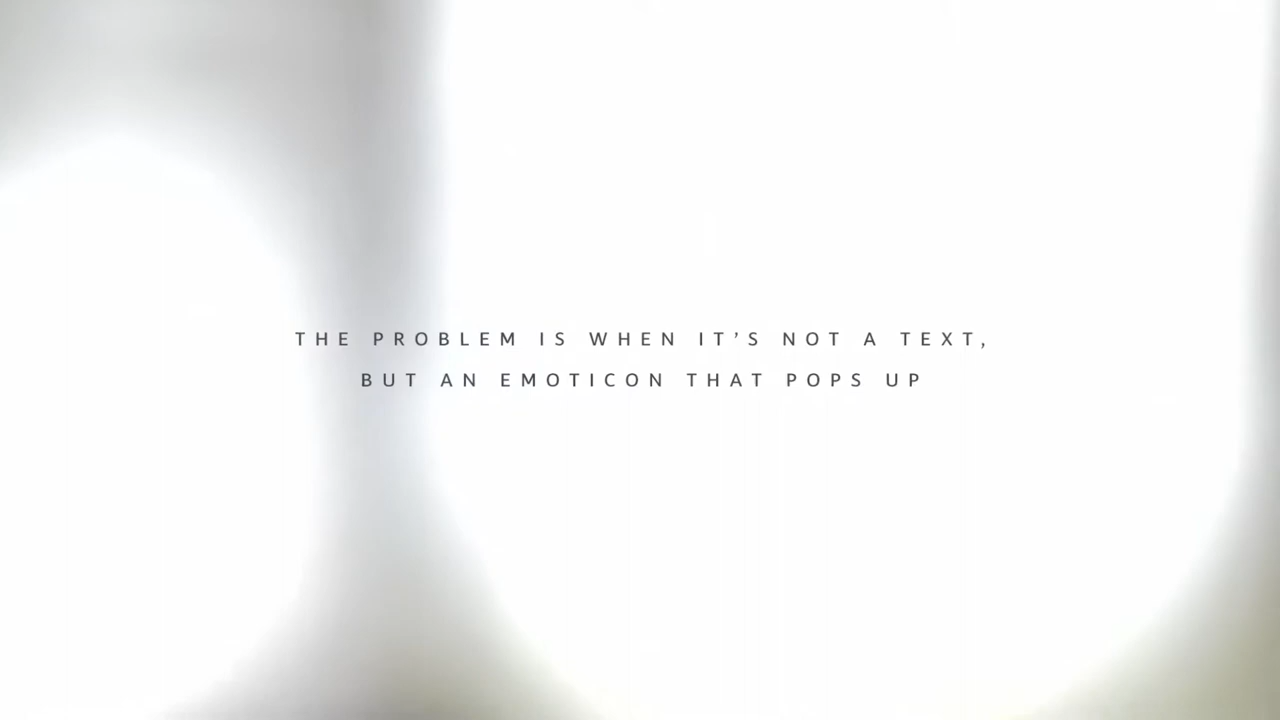 THE PROBLEM IS WHEN IT’S NOT A TEXT,
BUT AN EMOTICON THAT POPS UP